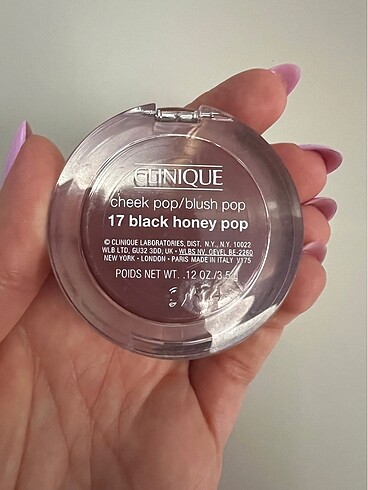 CLINIQUE
cheek pop/blush pop
17 black honey pop
© CLINIQUE LABORATORIES, DIST. N.Y., N.Y. 10022
WLB LTD, GU32 3DD, UK • WLBS NV, OEVEL BE-2260
NEW YORK • LONDON • PARIS MADE IN ITALY V175
POIDS NET WT. .12 OZ/3.5